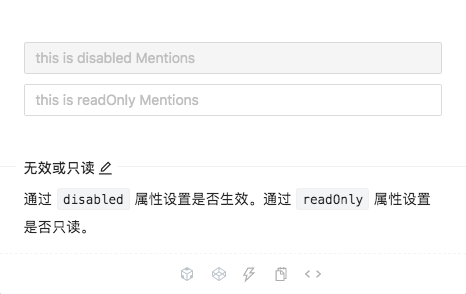 this is disabled Mentions
this is readOnly Mentions
无效或只读
通过 disabled 属性设置是否生效。通过 readOnly 属性设置
是否只读。